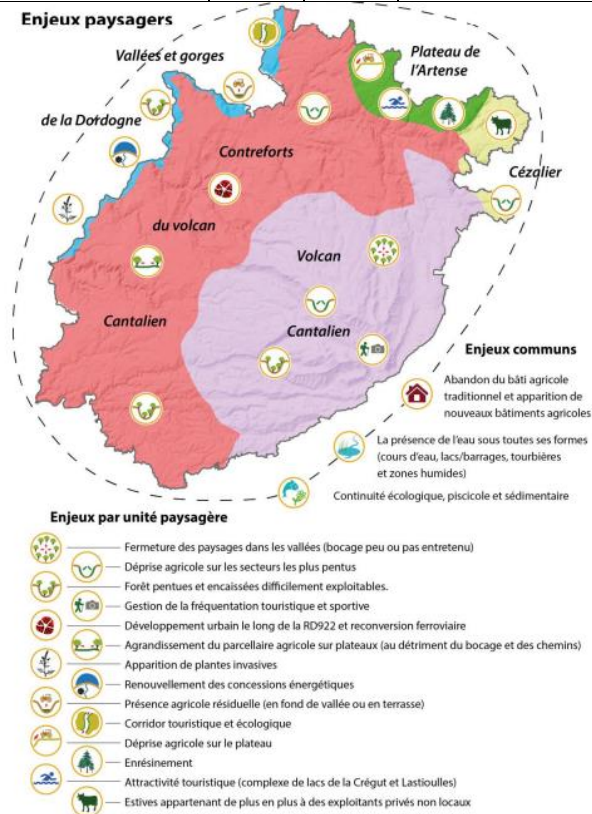 Enjeux paysagers
Vallées et gorges
de la Dordogne
Plateau de
l'Artense
Contreforts
du volcan
Cantalien
Cézalier
Volcan
Cantalien
Enjeux communs
Abandon du bâti agricole
traditionnel et apparition de
nouveaux bâtiments agricoles
La présence de l'eau sous toutes ses formes
(cours d'eau, lacs/barrages, tourbières
et zones humides)
Continuité écologique, piscicole et sédimentaire
Enjeux par unité paysagère
Fermeture des paysages dans les vallées (bocage peu ou pas entretenu)
Déprise agricole sur les secteurs les plus pentus
Forêt pentues et encaissées difficilement exploitables.
Gestion de la fréquentation touristique et sportive
Développement urbain le long de la RD922 et reconversion ferroviaire
Agrandissement du parcellaire agricole sur plateaux (au détriment du bocage et des chemins)
Apparition de plantes invasives
Renouvellement des concessions énergétiques
Présence agricole résiduelle (en fond de vallée ou en terrasse)
Corridor touristique et écologique
Déprise agricole sur le plateau
Enrésinement
Attractivité touristique (complexe de lacs de la Crégut et Lastioulles)
Estives appartenant de plus en plus à des exploitants privés non locaux